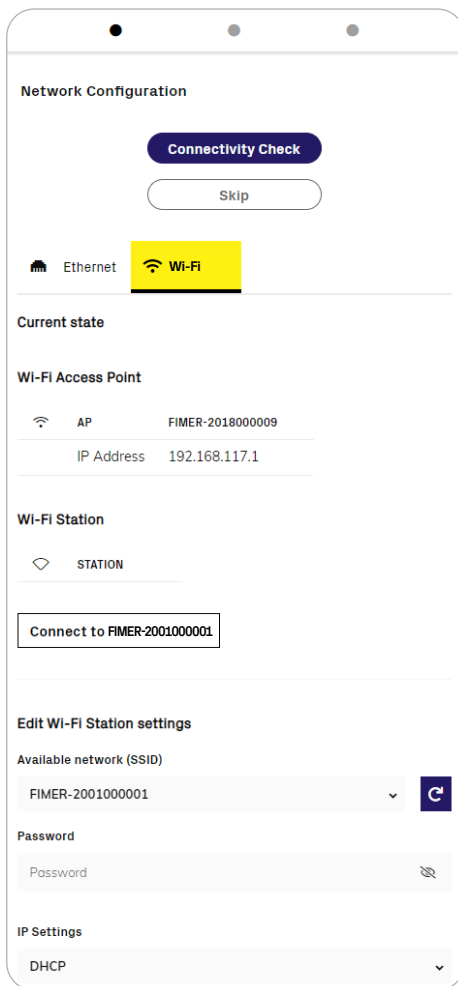 Network Configuration
Connectivity Check
Skip
Ethernet Wi-Fi
Current state
Wi-Fi Access Point
AP FIMER-2018000009
IP Address 192.168.117.1
Wi-Fi Station
STATION
Connect to FIMER-2001000001
Edit Wi-Fi Station settings
Available network (SSID)
FIMER-2001000001
Password
Password
IP Settings
DHCP